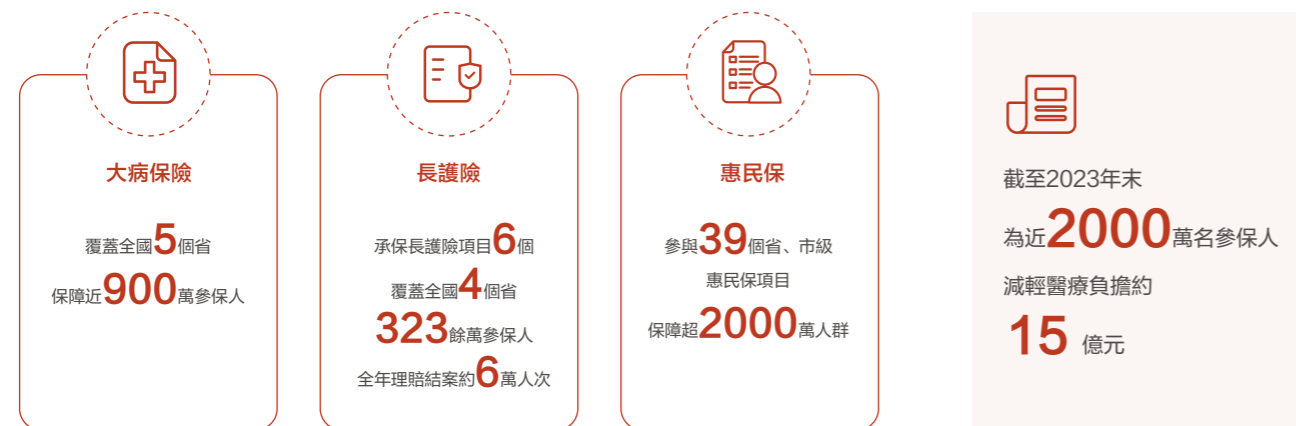 大病保險
覆蓋全國5個省
保障近900萬參保人
長護險
承保長護險項目6個
覆蓋全國4個省
323餘萬參保人
全年理賠結案約6萬人次
惠民保
參與39個省、市級
惠民保項目
保障超2000萬人群
截至2023年末
為近2000萬名參保人
減輕醫療負擔約
15 億元